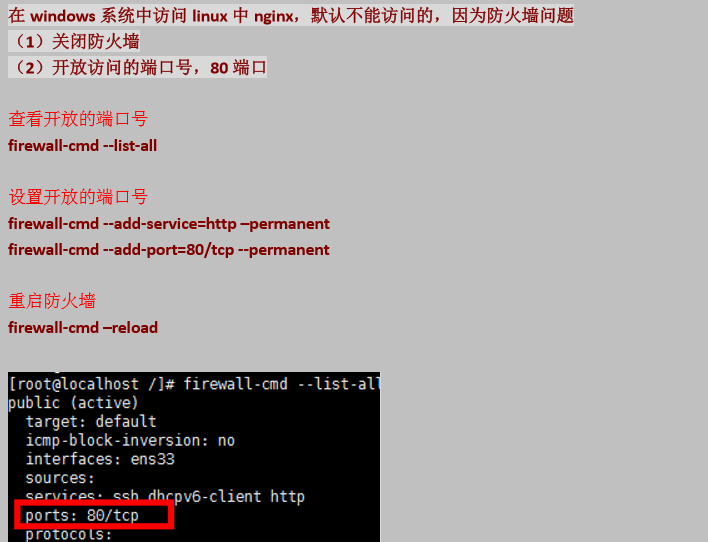 在 windows 系统中访问 linux 中 nginx，默认不能访问的，因为防火墙问题
（1）关闭防火墙
（2）开放访问的端口号，80 端口
查看开放的端口号
firewall-cmd --list-all
设置开放的端口号
firewall-cmd --add-service=http –permanent
firewall-cmd --add-port=80/tcp --permanent
重启防火墙
firewall-cmd –reload
[root@localhost /]# firewall-cmd --list-all
public (active)
target: default
icmp-block-inversion: no
interfaces: ens33
sources:
services: ssh dhcpv6-client http
ports: 80/tcp
protocols: